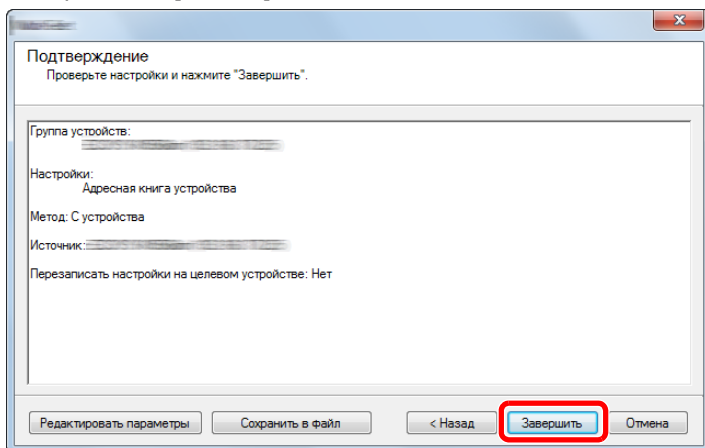 Подтверждение
Проверьте настройки и нажмите "Завершить".
Группа устройств:
Настройки:
Адресная книга устройства
Метод: С устройства
Источник:
Перезаписать настройки на целевом устройстве: Нет
Редактировать параметры
Сохранить в файл
< Назад
Завершить
Отмена